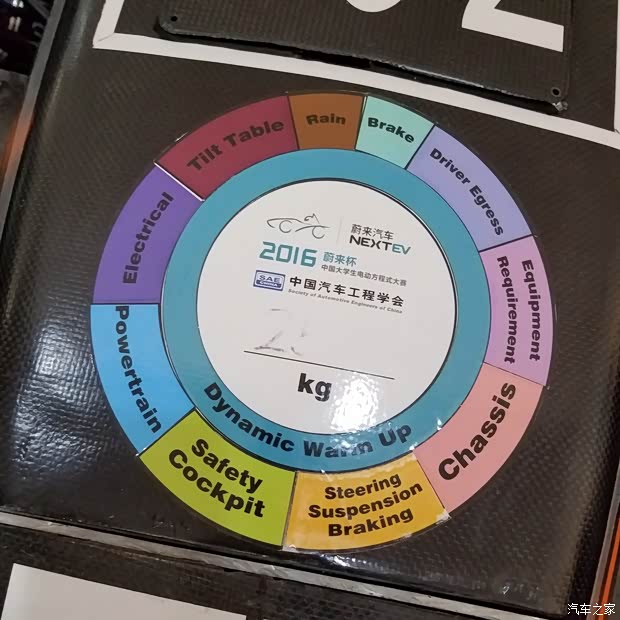 Tilt Table
Rain
Brake
Driver Egress
Equipment
Requirement
Chassis
Steering
Suspension
Braking
Safety
Cockpit
Powertrain
Electrical
蔚来汽车
NEXTEV
2016 蔚来杯
中国大学生电动方程式大赛
SAE 中国汽车工程学会
Society of Automotive Engineers of China
kg
Dynamic Warm Up
汽车之家